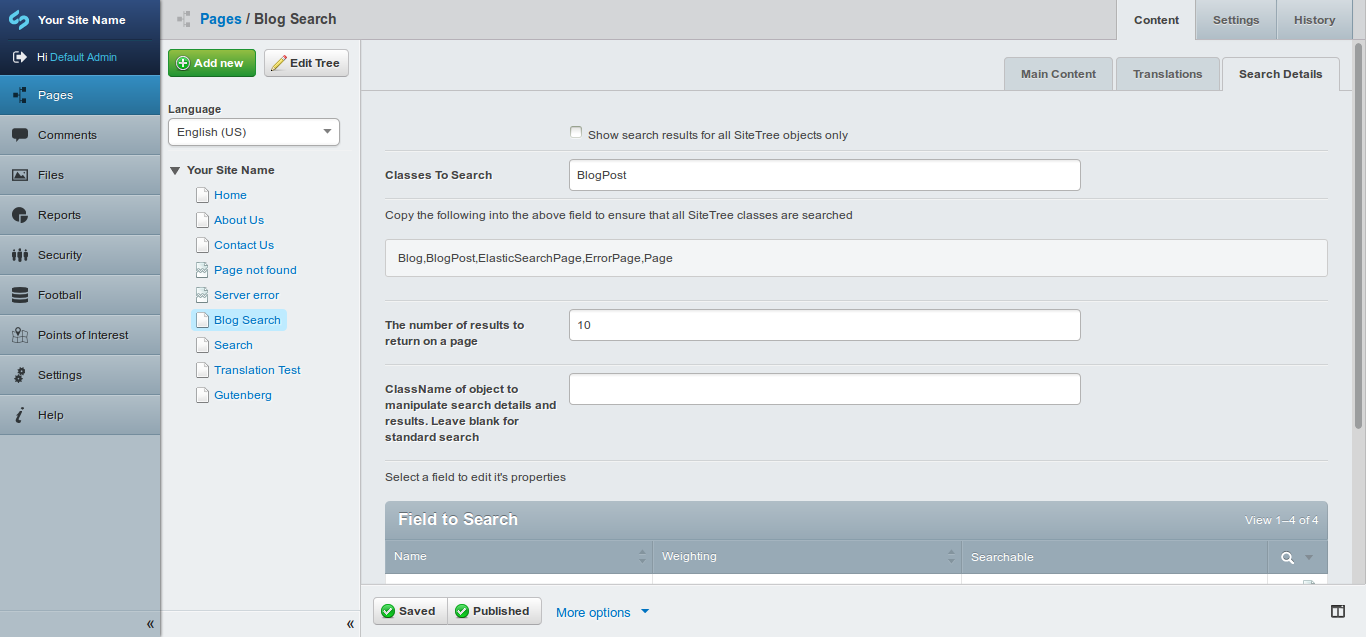 Your Site Name
Hi Default Admin
Pages
Comments
Files
Reports
Security
Football
Points of Interest
Settings
Help
«
Pages / Blog Search
Add new
Edit Tree
Language
English (US)
Your Site Name
Home
About Us
Contact Us
Page not found
Server error
Blog Search
Search
Translation Test
Gutenberg
«
Content
Settings
History
Main Content
Translations
Search Details
Show search results for all SiteTree objects only
Classes To Search
BlogPost
Copy the following into the above field to ensure that all SiteTree classes are searched
Blog,BlogPost,ElasticSearchPage,ErrorPage,Page
The number of results to
return on a page
10
ClassName of object to
manipulate search details and
results. Leave blank for
standard search
Select a field to edit it's properties
Field to Search
View 1–4 of 4
Name
Weighting
Searchable
Saved
Published
More options